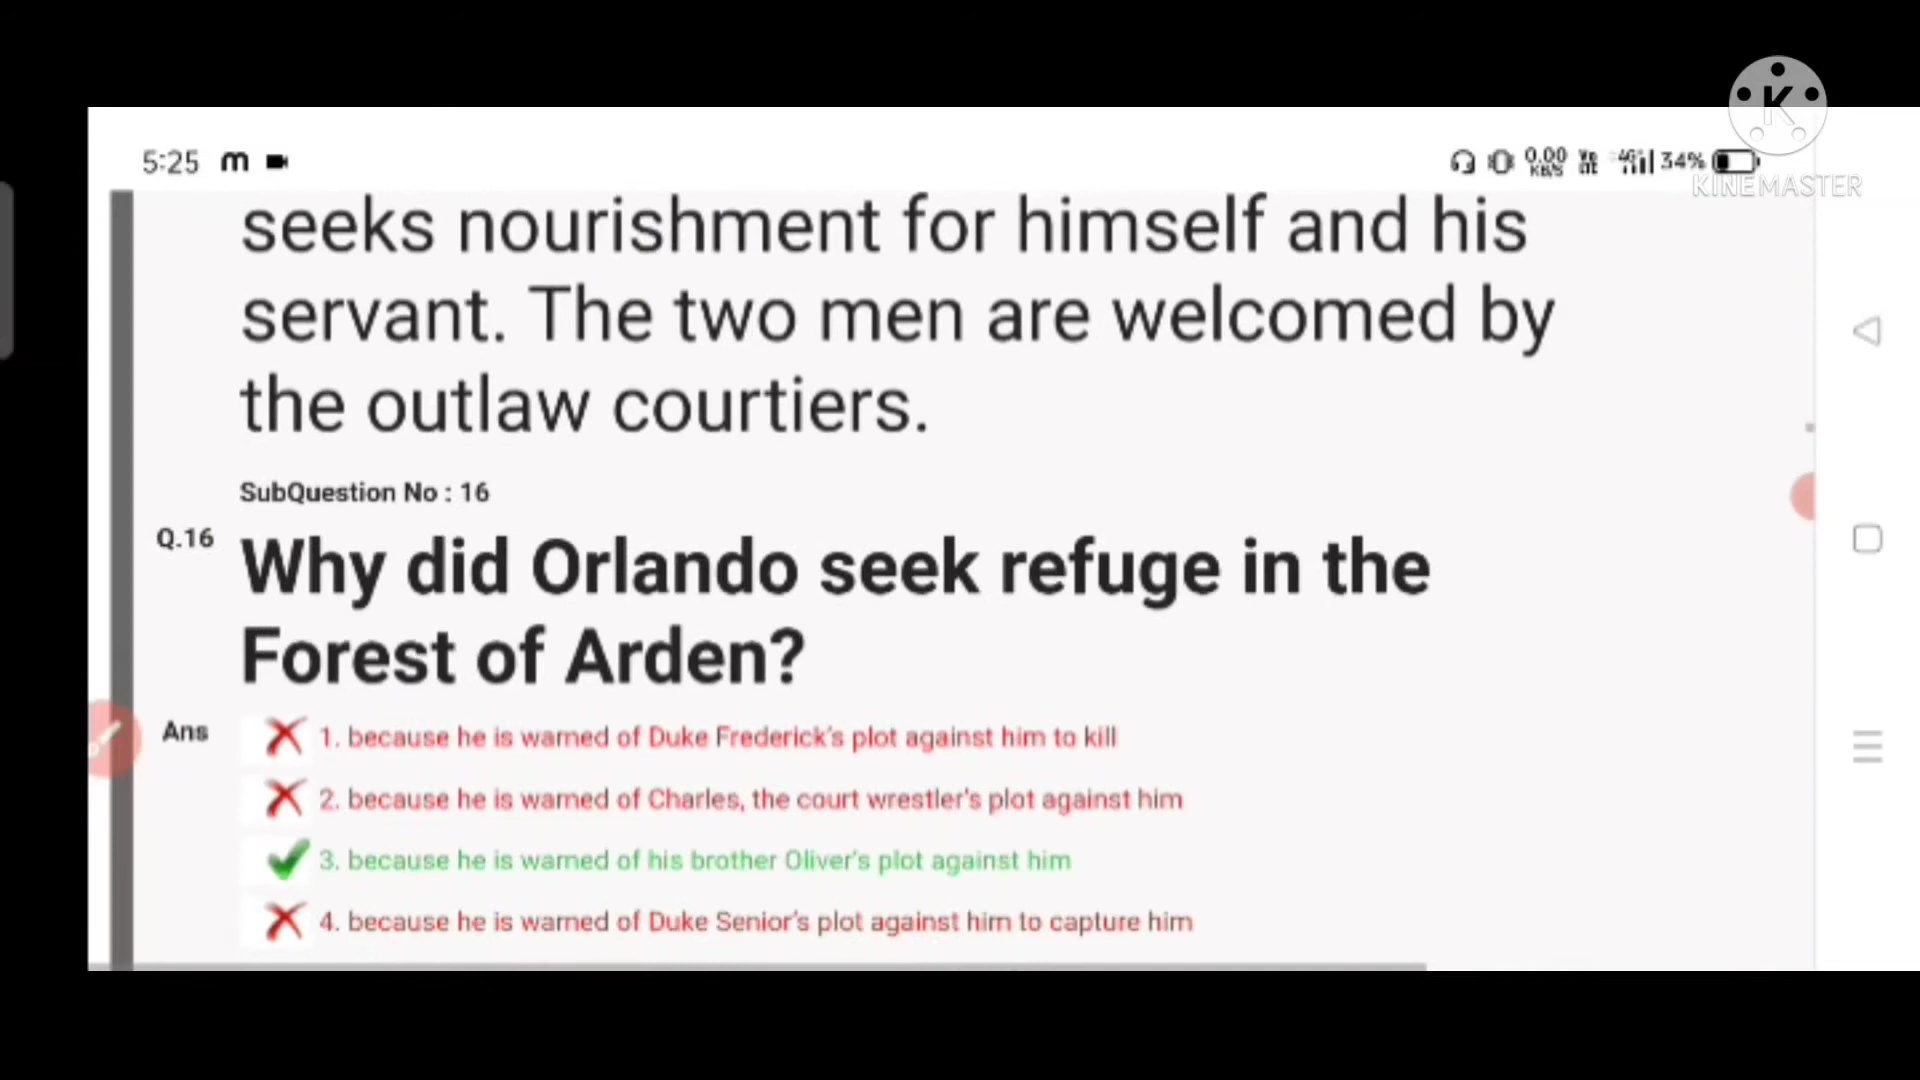 K
KINEMASTER
5:25 m 0.00 KB/S 4G 34%
seeks nourishment for himself and his
servant. The two men are welcomed by
the outlaw courtiers.
SubQuestion No : 16
Q.16 Why did Orlando seek refuge in the
Forest of Arden?
Ans 1. because he is warned of Duke Frederick's plot against him to kill
2. because he is warned of Charles, the court wrestler's plot against him
3. because he is warned of his brother Oliver's plot against him
4. because he is warned of Duke Senior's plot against him to capture him